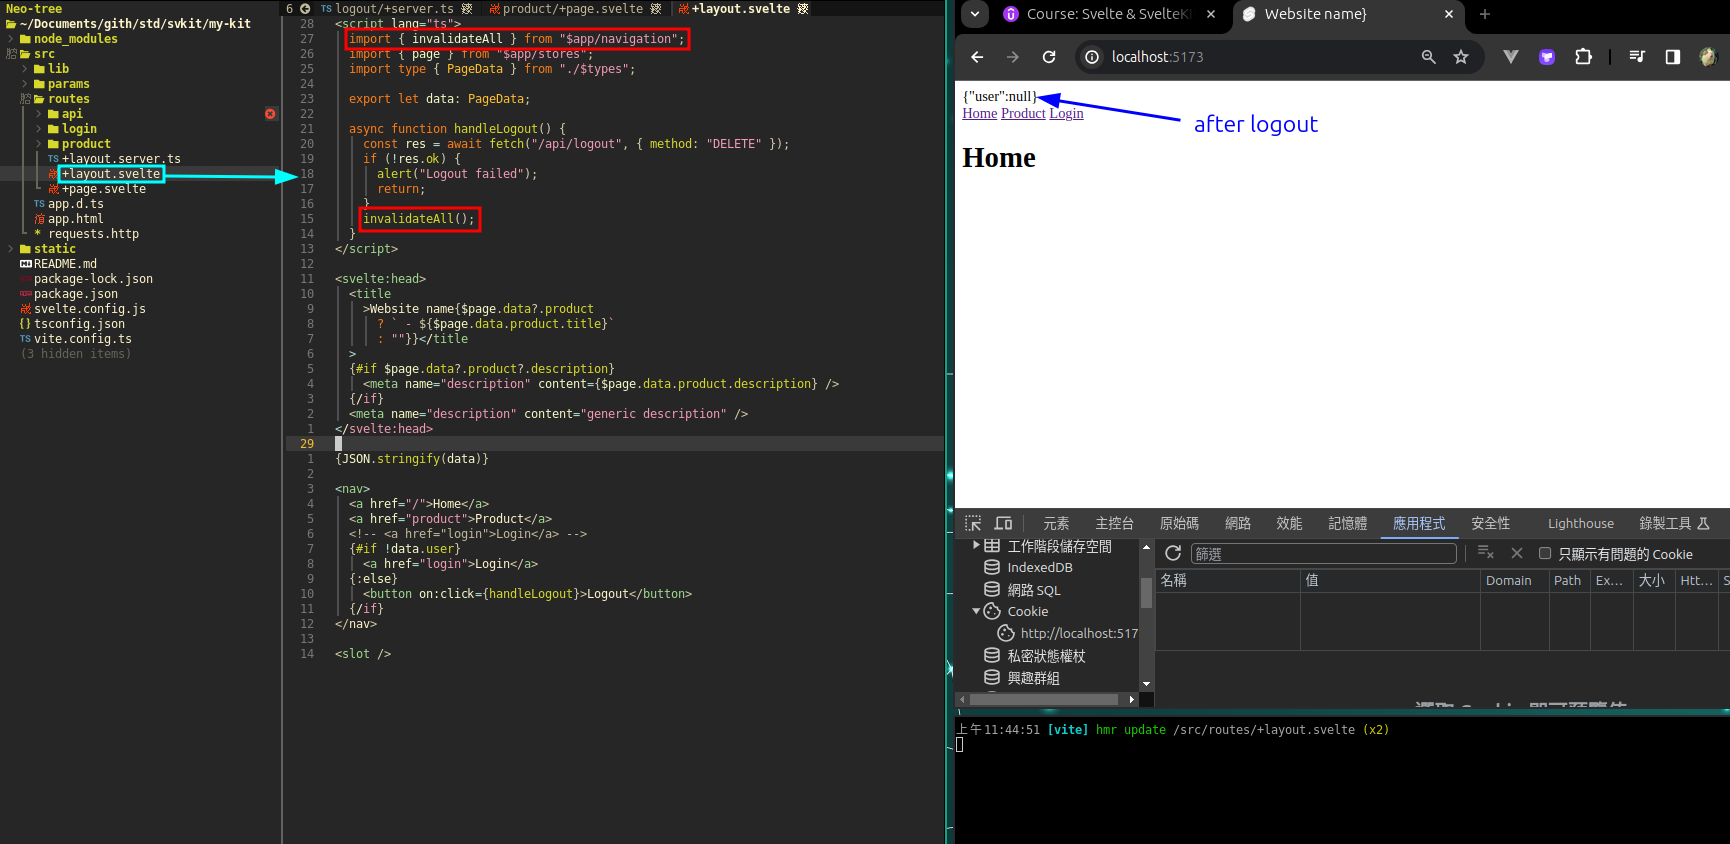 Neo-tree
~/Documents/gith/std/svkit/my-kit
node_modules
src
lib
params
routes
api
login
product
TS +layout.server.ts
+layout.svelte
+page.svelte
TS app.d.ts
app.html
* requests.http
static
README.md
package-lock.json
package.json
svelte.config.js
{} tsconfig.json
TS vite.config.ts
(3 hidden items)
6 TS logout/+server.ts product/+page.svelte +layout.svelte
28 <script lang="ts">
27 import { invalidateAll } from "$app/navigation";
26 import { page } from "$app/stores";
25 import type { PageData } from "./$types";
24
23 export let data: PageData;
22
21 async function handleLogout() {
20 const res = await fetch("/api/logout", { method: "DELETE" });
19 if (!res.ok) {
18 alert("Logout failed");
17 return;
16 }
15 invalidateAll();
14 }
13 </script>
12
11 <svelte:head>
10 <title
9 >Website name{$page.data?.product
8 ? ` - ${$page.data.product.title}`
7 : ""}}</title
6 >
5 {#if $page.data?.product?.description}
4 <meta name="description" content={$page.data.product.description} />
3 {/if}
2 <meta name="description" content="generic description" />
1 </svelte:head>
29
1 {JSON.stringify(data)}
2
3 <nav>
4 <a href="/">Home</a>
5 <a href="product">Product</a>
6 <!-- <a href="login">Login</a> -->
7 {#if !data.user}
8 <a href="login">Login</a>
9 {:else}
10 <button on:click={handleLogout}>Logout</button>
11 {/if}
12 </nav>
13
14 <slot />
Course: Svelte & SvelteK
Website name}
localhost:5173
{"user":null}
after logout
Home Product Login
Home
元素 主控台 原始碼 網路 效能 記憶體 應用程式 安全性 Lighthouse 錄製工具
工作階段儲存空間
IndexedDB
網路 SQL
Cookie
http://localhost:517
私密狀態權杖
興趣群組
篩選
只顯示有問題的 Cookie
名稱 值 Domain Path Ex... 大小 Htt... S
上午11:44:51 [vite] hmr update /src/routes/+layout.svelte (x2)